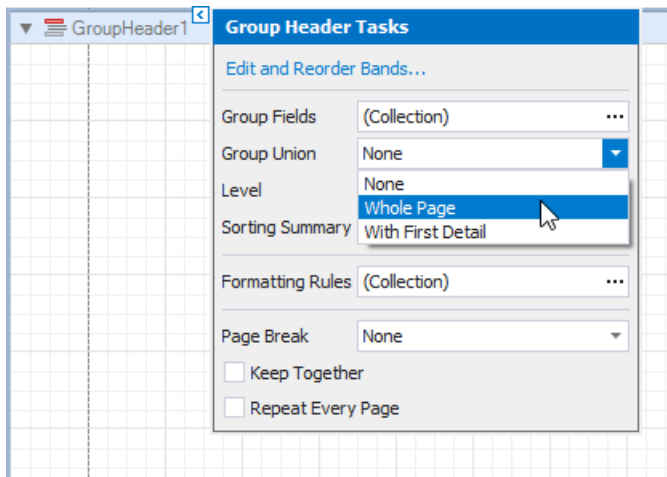 GroupHeader1
Group Header Tasks
Edit and Reorder Bands...
Group Fields (Collection) ...
Group Union None
None
Level
Whole Page
Sorting Summary With First Detail
Formatting Rules (Collection) ...
Page Break None
Keep Together
Repeat Every Page